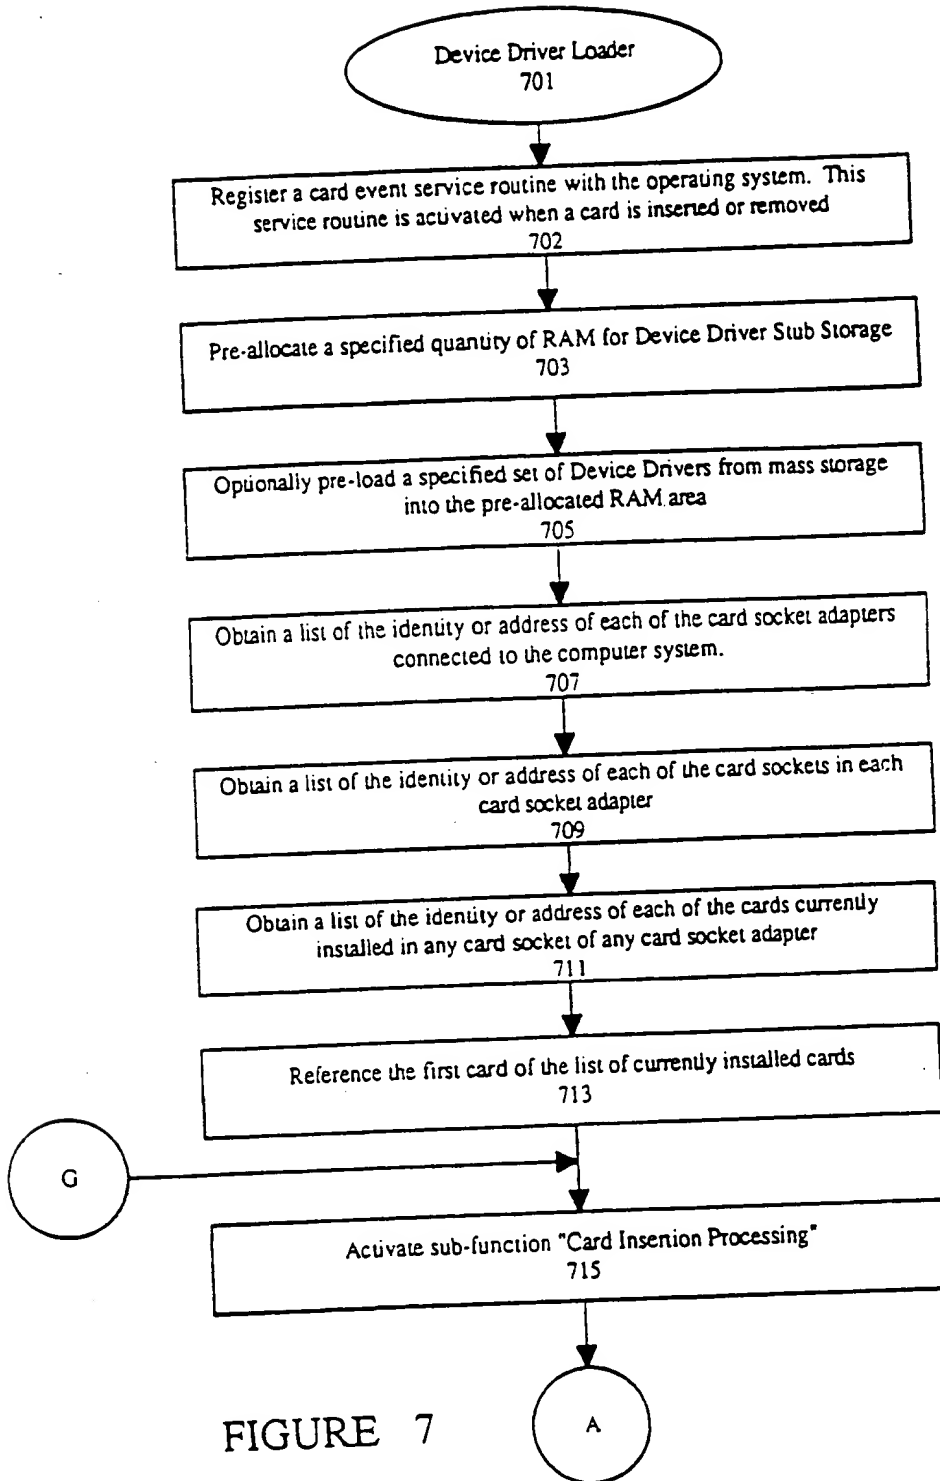 Device Driver Loader
701
Register a card event service routine with the operating system. This
service routine is activated when a card is inserted or removed
702
Pre-allocate a specified quantity of RAM for Device Driver Stub Storage
703
Optionally pre-load a specified set of Device Drivers from mass storage
into the pre-allocated RAM area
705
Obtain a list of the identity or address of each of the card socket adapters
connected to the computer system.
707
Obtain a list of the identity or address of each of the card sockets in each
card socket adapter
709
Obtain a list of the identity or address of each of the cards currently
installed in any card socket of any card socket adapter
711
Reference the first card of the list of currently installed cards
713
G
Activate sub-function "Card Insertion Processing"
715
A
FIGURE 7